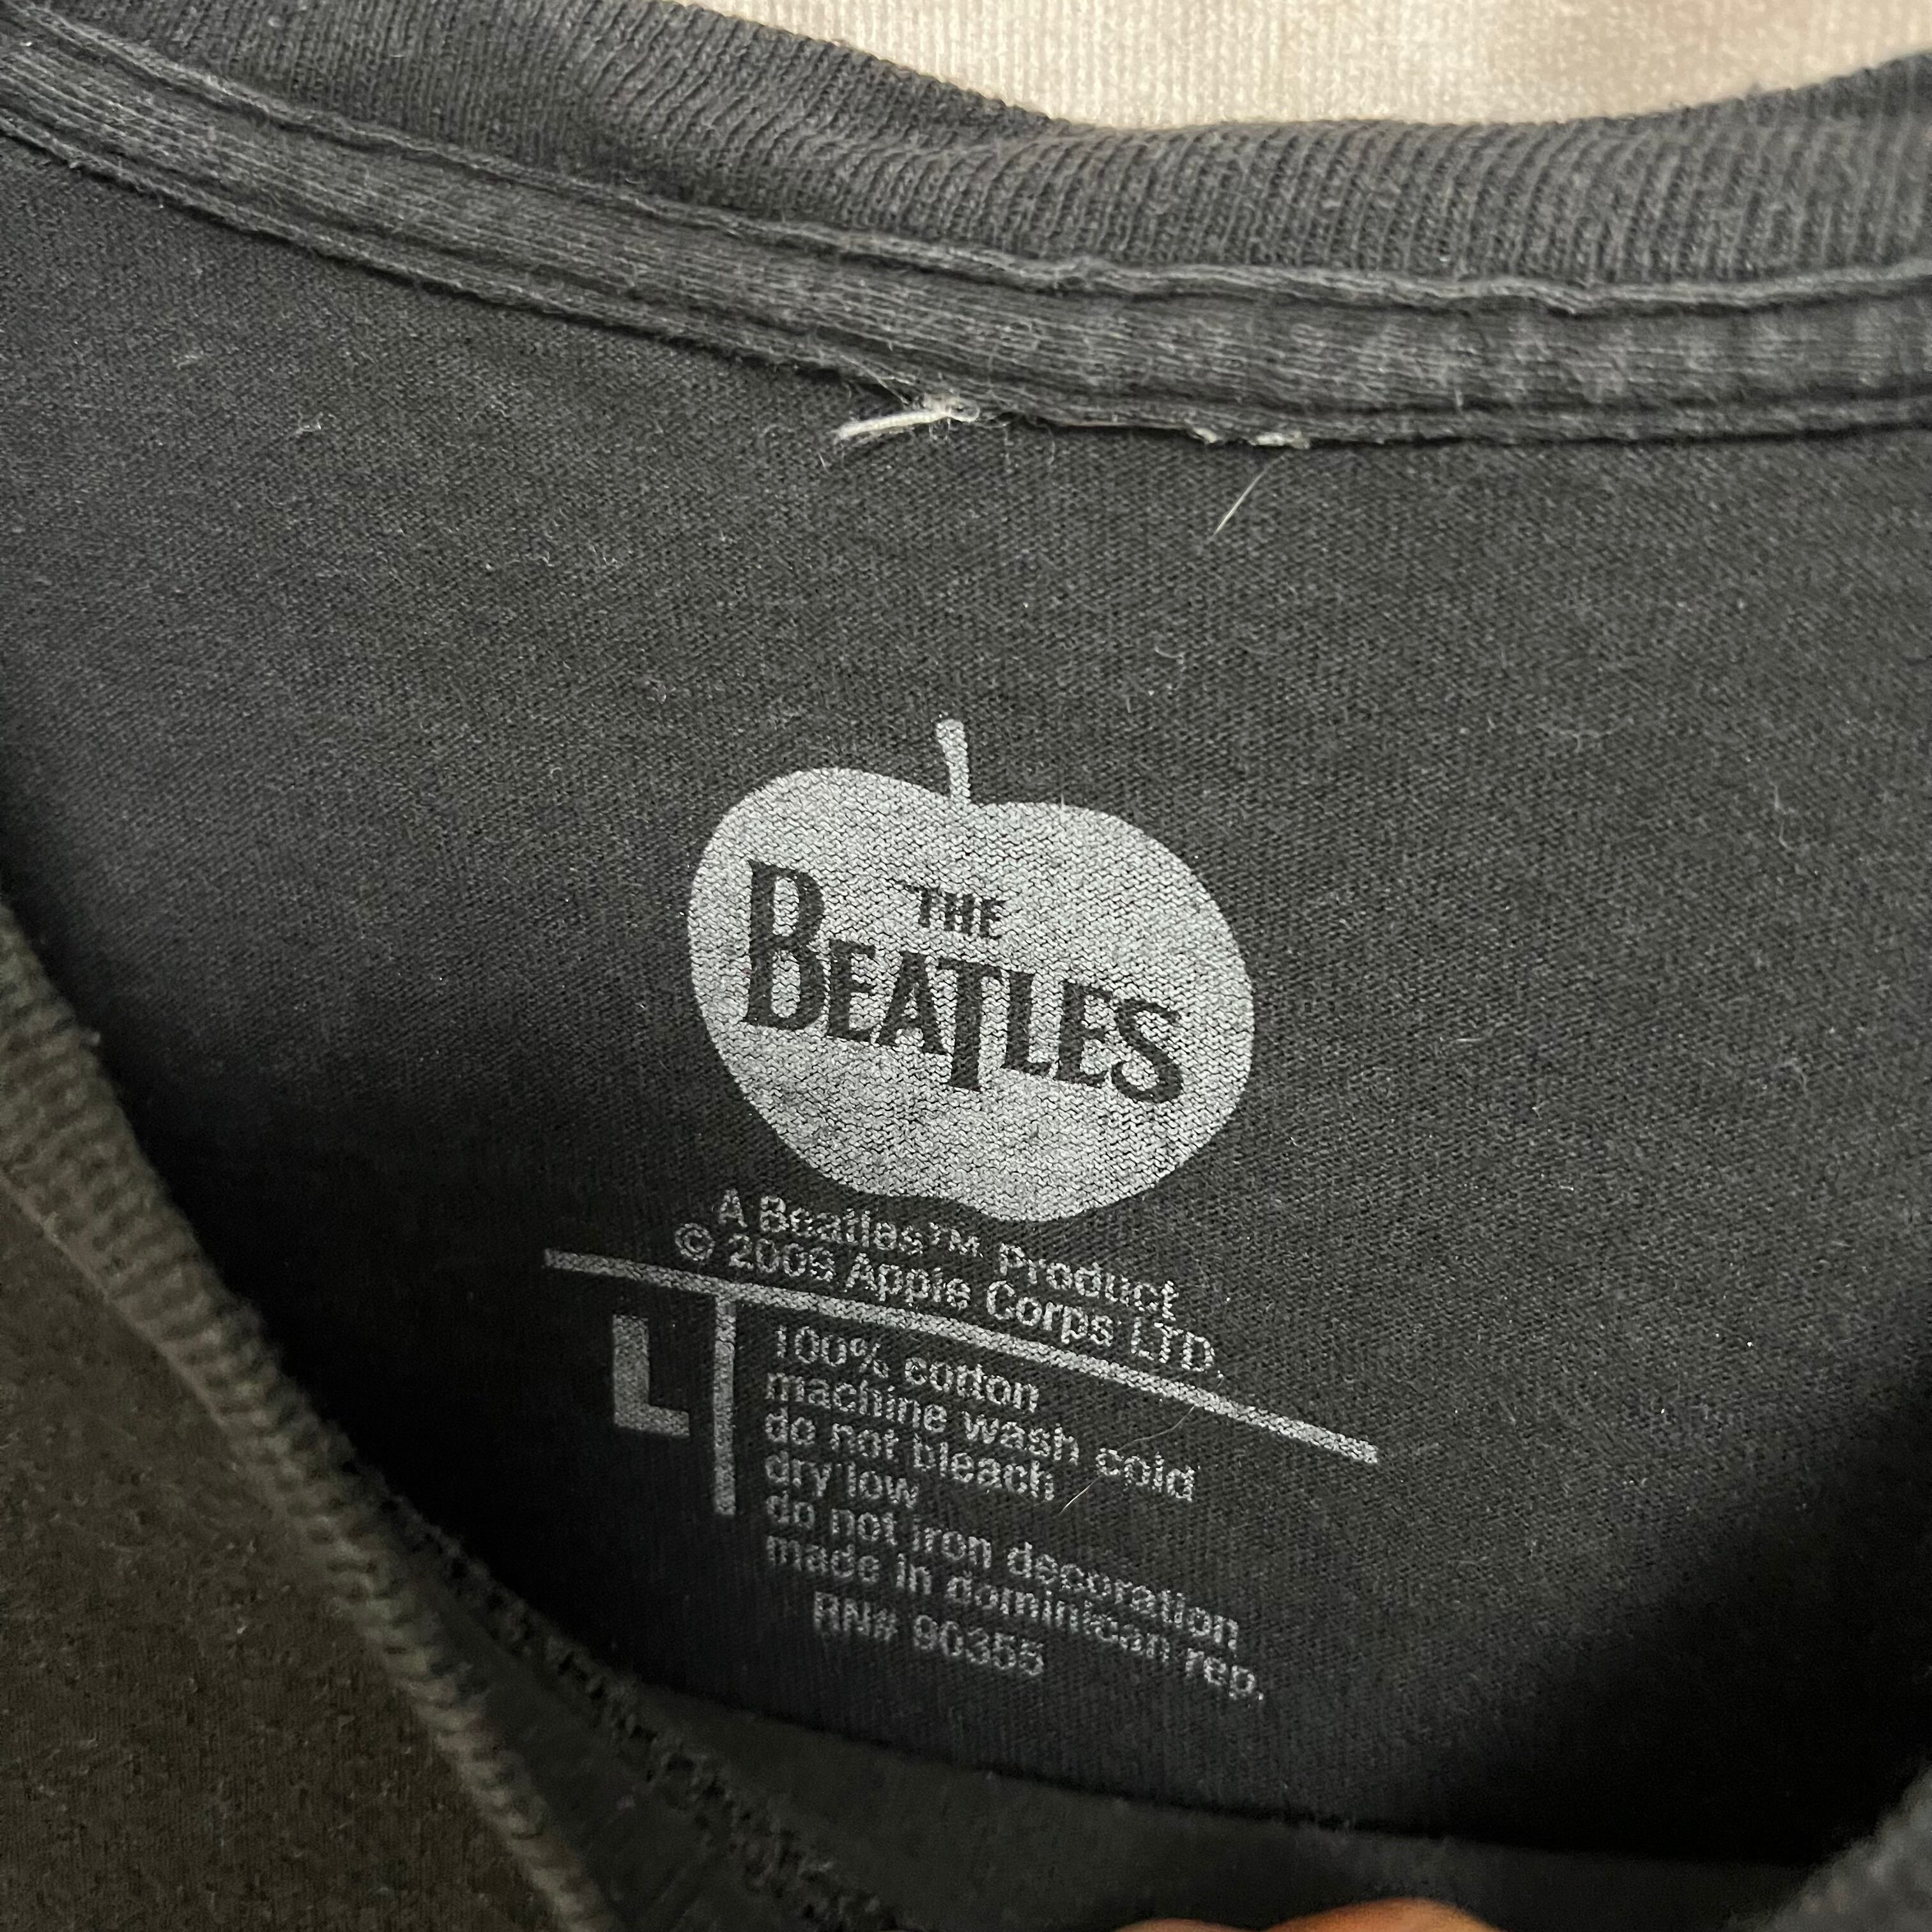 THE
BEATLES
A Beatles™ Product
© 2006 Apple Corps LTD.
L
100% cotton
machine wash cold
do not bleach
dry low
do not iron decoration
made in dominican rep.
RN# 90355